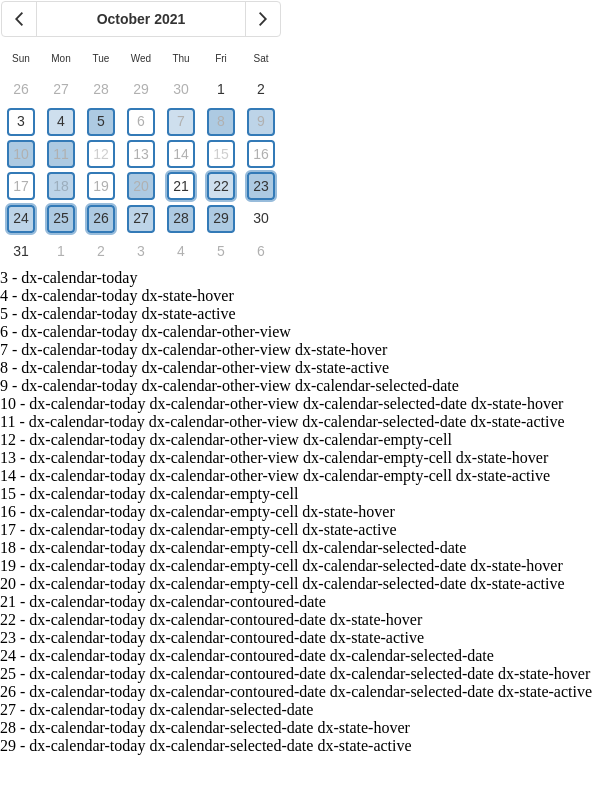 October 2021
Sun Mon Tue Wed Thu Fri Sat
26 27 28 29 30 1 2
3 4 5 6 7 8 9
10 11 12 13 14 15 16
17 18 19 20 21 22 23
24 25 26 27 28 29 30
31 1 2 3 4 5 6
3 - dx-calendar-today
4 - dx-calendar-today dx-state-hover
5 - dx-calendar-today dx-state-active
6 - dx-calendar-today dx-calendar-other-view
7 - dx-calendar-today dx-calendar-other-view dx-state-hover
8 - dx-calendar-today dx-calendar-other-view dx-state-active
9 - dx-calendar-today dx-calendar-other-view dx-calendar-selected-date
10 - dx-calendar-today dx-calendar-other-view dx-calendar-selected-date dx-state-hover
11 - dx-calendar-today dx-calendar-other-view dx-calendar-selected-date dx-state-active
12 - dx-calendar-today dx-calendar-other-view dx-calendar-empty-cell
13 - dx-calendar-today dx-calendar-other-view dx-calendar-empty-cell dx-state-hover
14 - dx-calendar-today dx-calendar-other-view dx-calendar-empty-cell dx-state-active
15 - dx-calendar-today dx-calendar-empty-cell
16 - dx-calendar-today dx-calendar-empty-cell dx-state-hover
17 - dx-calendar-today dx-calendar-empty-cell dx-state-active
18 - dx-calendar-today dx-calendar-empty-cell dx-calendar-selected-date
19 - dx-calendar-today dx-calendar-empty-cell dx-calendar-selected-date dx-state-hover
20 - dx-calendar-today dx-calendar-empty-cell dx-calendar-selected-date dx-state-active
21 - dx-calendar-today dx-calendar-contoured-date
22 - dx-calendar-today dx-calendar-contoured-date dx-state-hover
23 - dx-calendar-today dx-calendar-contoured-date dx-state-active
24 - dx-calendar-today dx-calendar-contoured-date dx-calendar-selected-date
25 - dx-calendar-today dx-calendar-contoured-date dx-calendar-selected-date dx-state-hover
26 - dx-calendar-today dx-calendar-contoured-date dx-calendar-selected-date dx-state-active
27 - dx-calendar-today dx-calendar-selected-date
28 - dx-calendar-today dx-calendar-selected-date dx-state-hover
29 - dx-calendar-today dx-calendar-selected-date dx-state-active